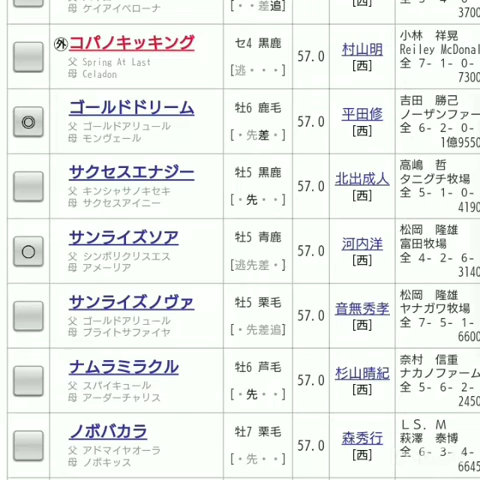 母 ケイアイベローナ
[・・差追]
[西]
3700
外 コパノキッキング
父 Spring At Last
母 Celadon
セ4 黒鹿
[逃・・・]
57.0
村山明
[西]
小林 祥晃
Reiley McDonal
全 7- 1- 0-
7300
◎
ゴールドドリーム
父 ゴールドアリュール
母 モンヴェール
牡6 鹿毛
[・先差・]
57.0
平田修
[西]
吉田 勝己
ノーザンファー
全 6- 2- 0-
1億9550
サクセスエナジー
父 キンシャサノキセキ
母 サクセスアイニー
牡5 黒鹿
[・先・・]
57.0
北出成人
[西]
高嶋 哲
タニグチ牧場
全 5- 1- 0-
4190
○
サンライズソア
父 シンボリクリスエス
母 アメーリア
牡5 青鹿
[逃先差・]
57.0
河内洋
[西]
松岡 隆雄
富田牧場
全 4- 2- 6-
3140
サンライズノヴァ
父 ゴールドアリュール
母 ブライトサファイヤ
牡5 栗毛
[・先差追]
57.0
音無秀孝
[西]
松岡 隆雄
ヤナガワ牧場
全 7- 5- 1-
6600
ナムラミラクル
父 スパイキュール
母 アーダーチャリス
牡6 芦毛
[・先・・]
57.0
杉山晴紀
[西]
奈村 信重
ナカノファーム
全 5- 6- 2-
2450
ノボバカラ
父 アドマイヤオーラ
母 ノボキッス
牡7 栗毛
[・先・・]
57.0
森秀行
[西]
ＬＳ．Ｍ
萩澤 泰博
全 6- 3- 4-
6645